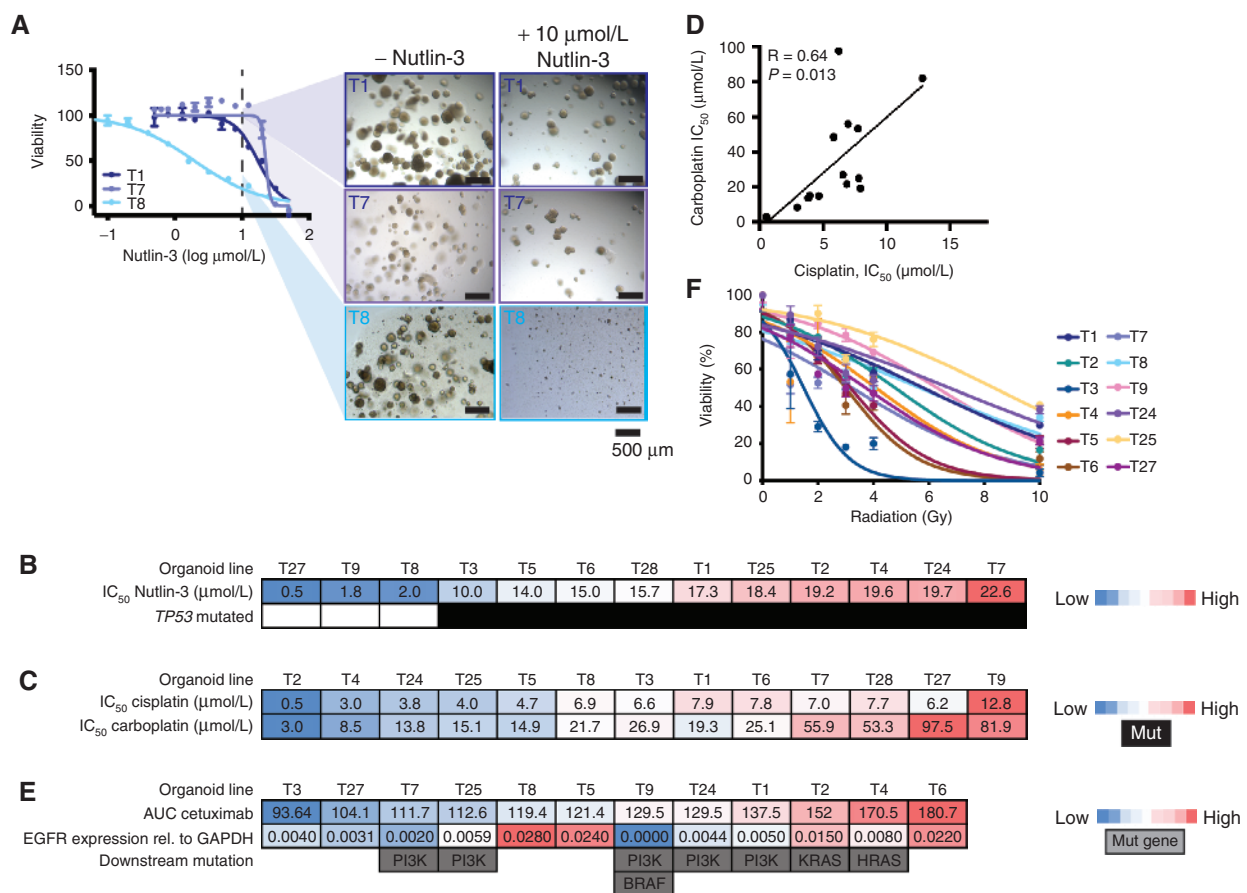 A
– Nutlin-3
+ 10 μmol/L
Nutlin-3
150
100
50
0
Viability
T1
T7
T8
– 1
0
1
2
Nutlin-3 (log μmol/L)
T1
T1
T7
T7
T8
T8
500 μm
D
R = 0.64
P = 0.013
100
80
60
40
20
0
Carboplatin IC50 (μmol/L)
0
5
10
15
Cisplatin, IC50 (μmol/L)
F
100
80
60
40
20
0
Viability (%)
0
2
4
6
8
10
Radiation (Gy)
T1
T7
T2
T8
T3
T9
T4
T24
T5
T25
T6
T27
B
Organoid line T27 T9 T8 T3 T5 T6 T28 T1 T25 T2 T4 T24 T7
IC50 Nutlin-3 (μmol/L) 0.5 1.8 2.0 10.0 14.0 15.0 15.7 17.3 18.4 19.2 19.6 19.7 22.6
TP53 mutated
Low High
C
Organoid line T2 T4 T24 T25 T5 T8 T3 T1 T6 T7 T28 T27 T9
IC50 cisplatin (μmol/L) 0.5 3.0 3.8 4.0 4.7 6.9 6.6 7.9 7.8 7.0 7.7 6.2 12.8
IC50 carboplatin (μmol/L) 3.0 8.5 13.8 15.1 14.9 21.7 26.9 19.3 25.1 55.9 53.3 97.5 81.9
Low High
Mut
E
Organoid line T3 T27 T7 T25 T8 T5 T9 T24 T1 T2 T4 T6
AUC cetuximab 93.64 104.1 111.7 112.6 119.4 121.4 129.5 129.5 137.5 152 170.5 180.7
EGFR expression rel. to GAPDH 0.0040 0.0031 0.0020 0.0059 0.0280 0.0240 0.0000 0.0044 0.0050 0.0150 0.0080 0.0220
Downstream mutation PI3K PI3K PI3K PI3K PI3K KRAS HRAS
BRAF
Low High
Mut gene